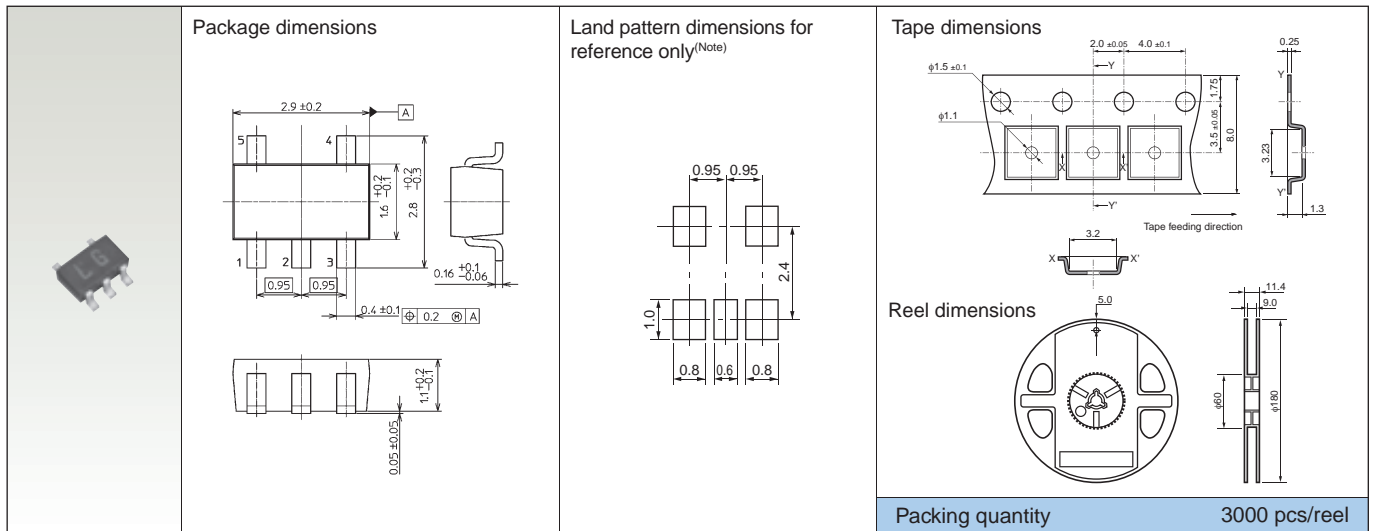 Package dimensions
2.9 ±0.2
A
5
4
1.6 +0.2 −0.1
2.8 +0.2 −0.3
1
2
3
0.95
0.95
0.16 +0.1 −0.06
0.4 ±0.1
⌖ 0.2 Ⓜ A
1.1 +0.2 −0.1
0.05 ±0.05
LG
Land pattern dimensions for
reference only(Note)
0.95 0.95
2.4
1.0
0.8
0.6
0.8
Tape dimensions
2.0 ±0.05
4.0 ±0.1
0.25
φ1.5 ±0.1
Y
Y
1.75
φ1.1
3.5 ±0.05
8.0
3.23
X
X'
Y'
Y'
1.3
Tape feeding direction
3.2
X
X'
Reel dimensions
5.0
11.4
9.0
φ60
φ180
Packing quantity 3000 pcs/reel